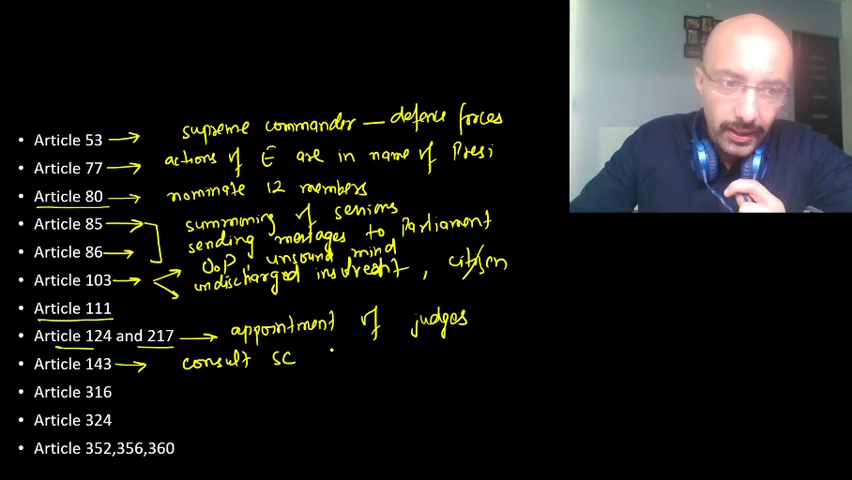 Article 53 → supreme commander — defence forces
Article 77 → actions of E are in name of Presi
Article 80 → nominate 12 members
Article 85 → summoning of sessions
Article 86 → sending messages to Parliament
OoP, unsound mind
Article 103 → undischarged insolvent, citizen
Article 111
Article 124 and 217 → appointment of judges
Article 143 → consult SC
Article 316
Article 324
Article 352,356,360